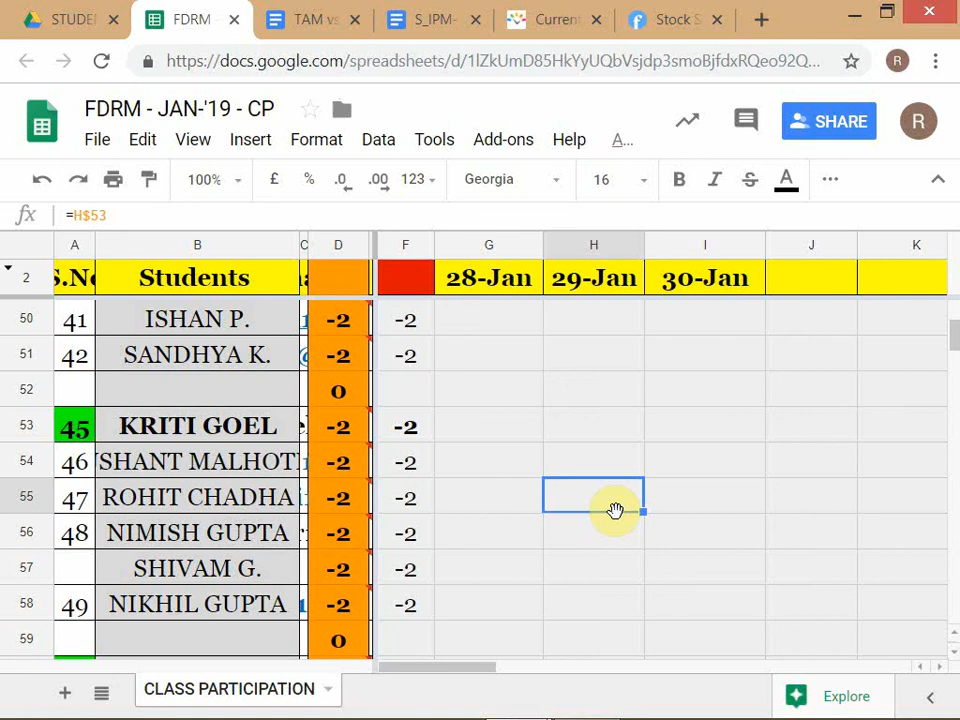 STUDE
FDRM -
TAM vs
S_IPM-
Curren
Stock S
https://docs.google.com/spreadsheets/d/1lZkUmD85HkYyUQbVsjdp3smoBjfdxRQeo92Q... R
FDRM - JAN-'19 - CP
SHARE R
File Edit View Insert Format Data Tools Add-ons Help A...
100% £ % .0 .00 123 Georgia 16 B I S A ...
fx =H$53
A B C D F G H I J K
2 S.No Students 28-Jan 29-Jan 30-Jan
50 41 ISHAN P. -2 -2
51 42 SANDHYA K. -2 -2
52 0
53 45 KRITI GOEL -2 -2
54 46 SHANT MALHOT -2 -2
55 47 ROHIT CHADHA -2 -2
56 48 NIMISH GUPTA -2 -2
57 SHIVAM G. -2 -2
58 49 NIKHIL GUPTA -2 -2
59 0
+ CLASS PARTICIPATION Explore